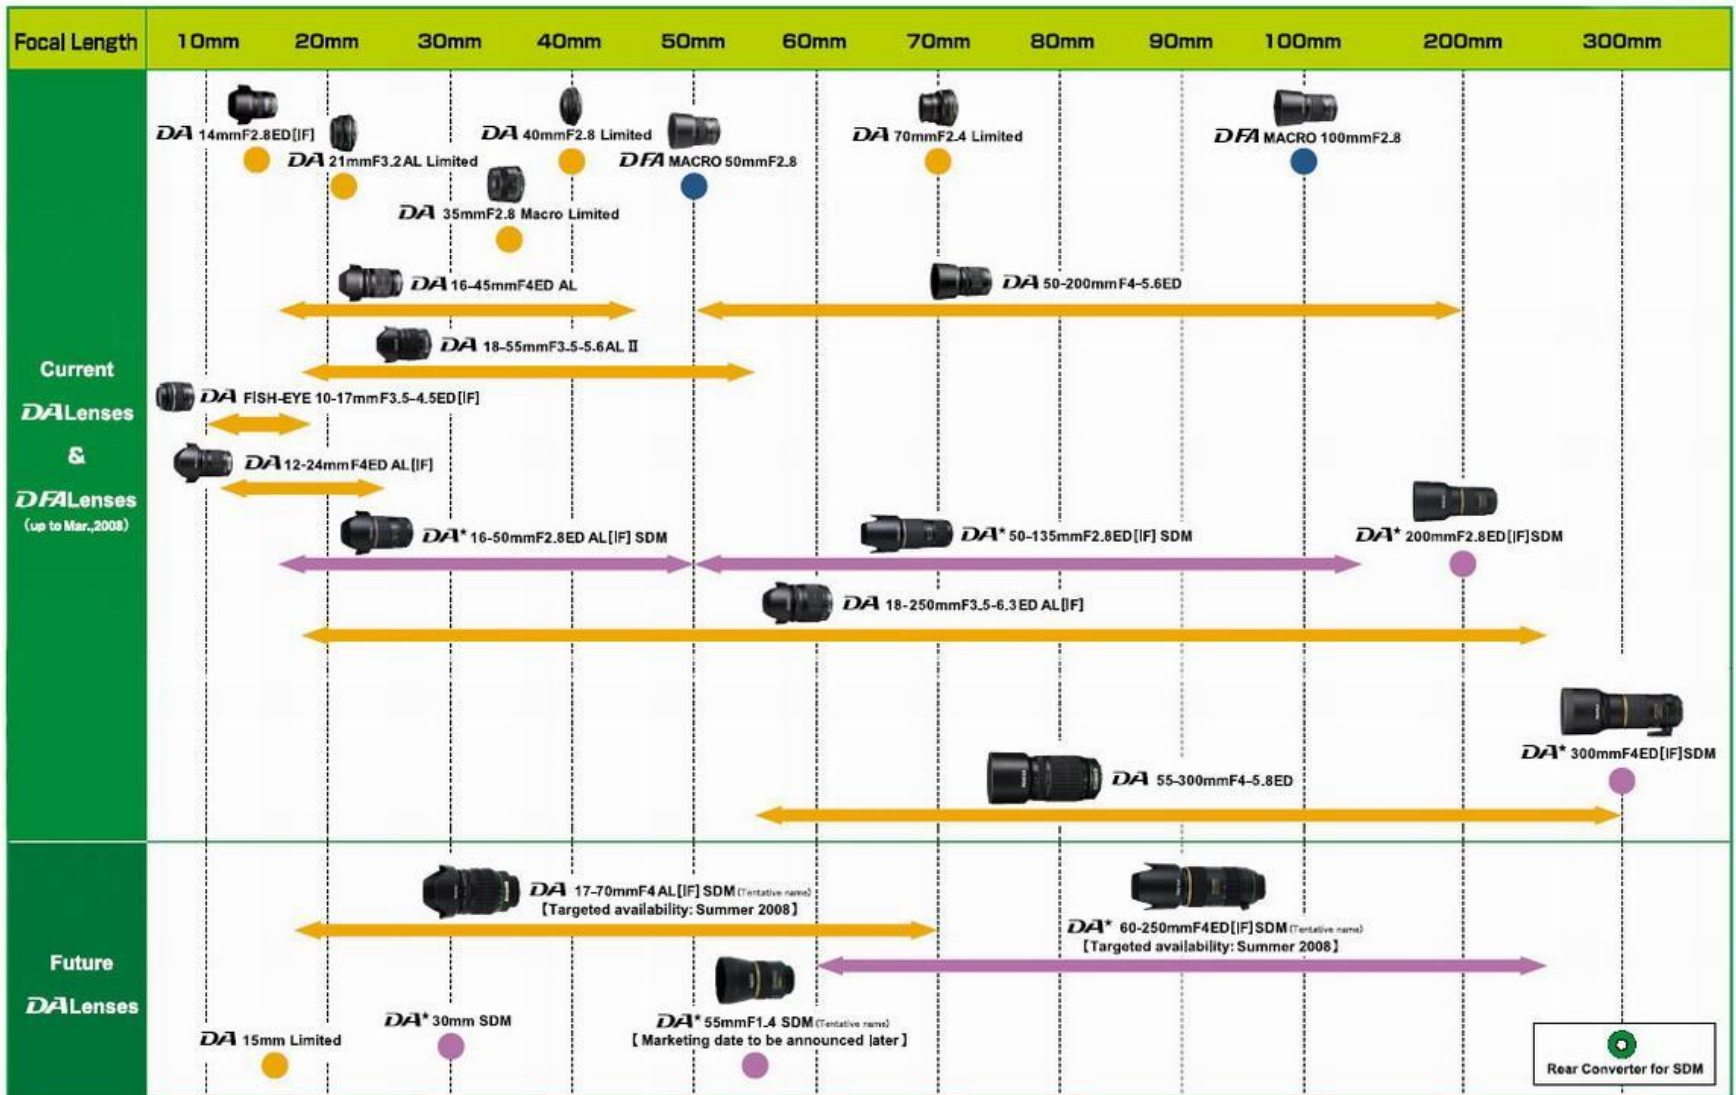 Focal Length 10mm 20mm 30mm 40mm 50mm 60mm 70mm 80mm 90mm 100mm 200mm 300mm
DA 14mmF2.8ED[IF]
DA 21mmF3.2AL Limited
DA 40mmF2.8 Limited
DFA MACRO 50mmF2.8
DA 70mmF2.4 Limited
DFA MACRO 100mmF2.8
DA 35mmF2.8 Macro Limited
DA 16-45mmF4ED AL
DA 50-200mmF4-5.6ED
DA 18-55mmF3.5-5.6AL II
Current
DA Lenses
&
DFA Lenses
(up to Mar.,2008)
DA FISH-EYE 10-17mmF3.5-4.5ED[IF]
DA 12-24mmF4ED AL[IF]
DA★ 16-50mmF2.8ED AL[IF] SDM
DA★ 50-135mmF2.8ED[IF] SDM
DA★ 200mmF2.8ED[IF]SDM
DA 18-250mmF3.5-6.3ED AL[IF]
DA★ 300mmF4ED[IF]SDM
DA 55-300mmF4-5.8ED
Future
DA Lenses
DA 17-70mmF4 AL[IF] SDM (Tentative name)
[Targeted availability: Summer 2008]
DA★ 60-250mmF4ED[IF]SDM (Tentative name)
[Targeted availability: Summer 2008]
DA 15mm Limited
DA★ 30mm SDM
DA★ 55mmF1.4 SDM (Tentative name)
[ Marketing date to be announced later ]
Rear Converter for SDM